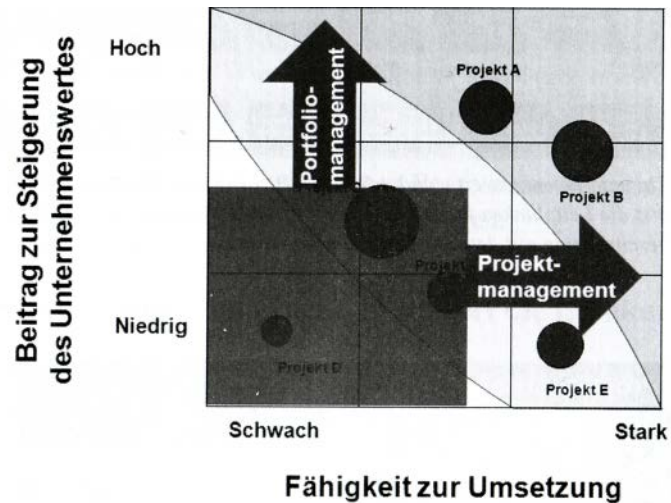 Beitrag zur Steigerung
des Unternehmenswertes
Hoch
Niedrig
Portfolio-
management
Projekt A
Projekt B
Projekt-
management
Projekt
Projekt D
Projekt E
Schwach
Stark
Fähigkeit zur Umsetzung